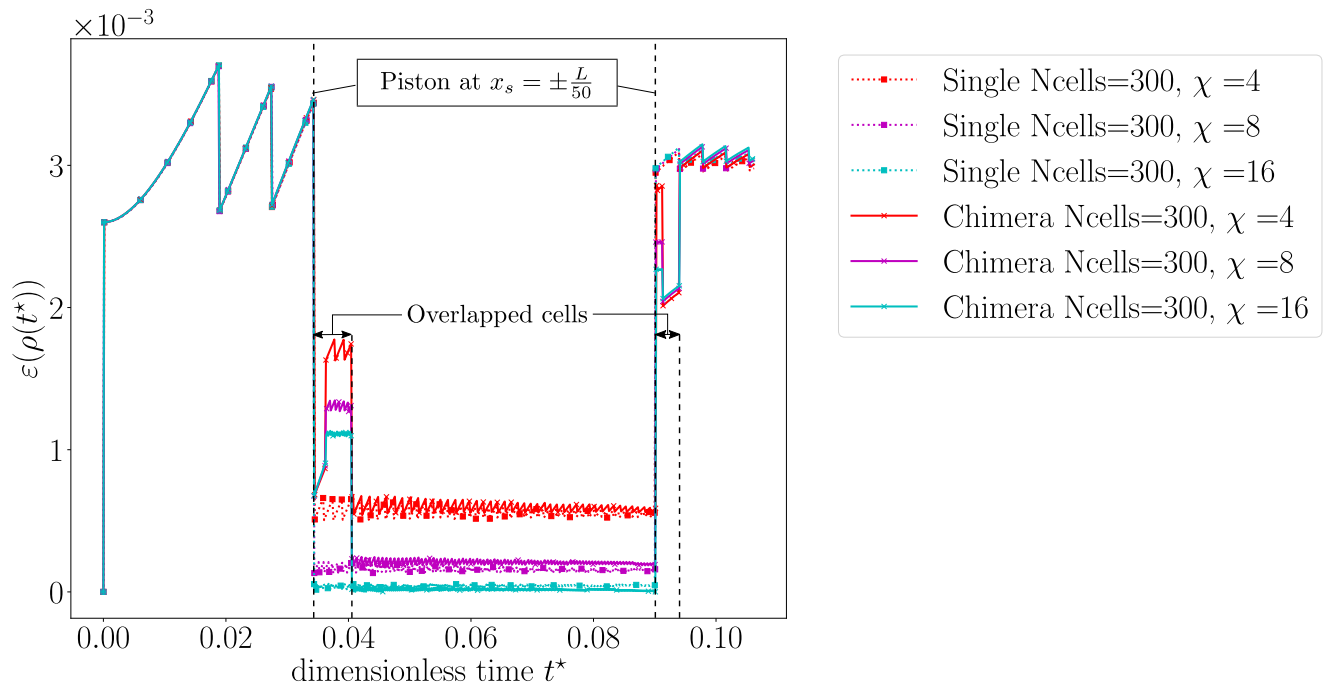 ×10⁻³
Piston at xₛ = ±L/50
Overlapped cells
3
2
1
0
ε(ρ(t⋆))
0.00 0.02 0.04 0.06 0.08 0.10
dimensionless time t⋆
Single Ncells=300, χ =4
Single Ncells=300, χ =8
Single Ncells=300, χ =16
Chimera Ncells=300, χ =4
Chimera Ncells=300, χ =8
Chimera Ncells=300, χ =16